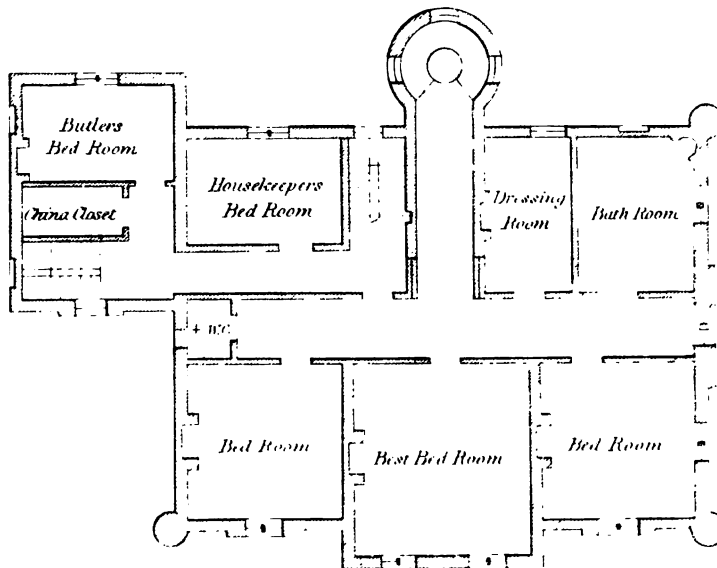 Butlers
Bed Room
Housekeepers
Bed Room
China Closet
Dressing
Room
Bath Room
+ W.C.
Bed Room
Best Bed Room
Bed Room